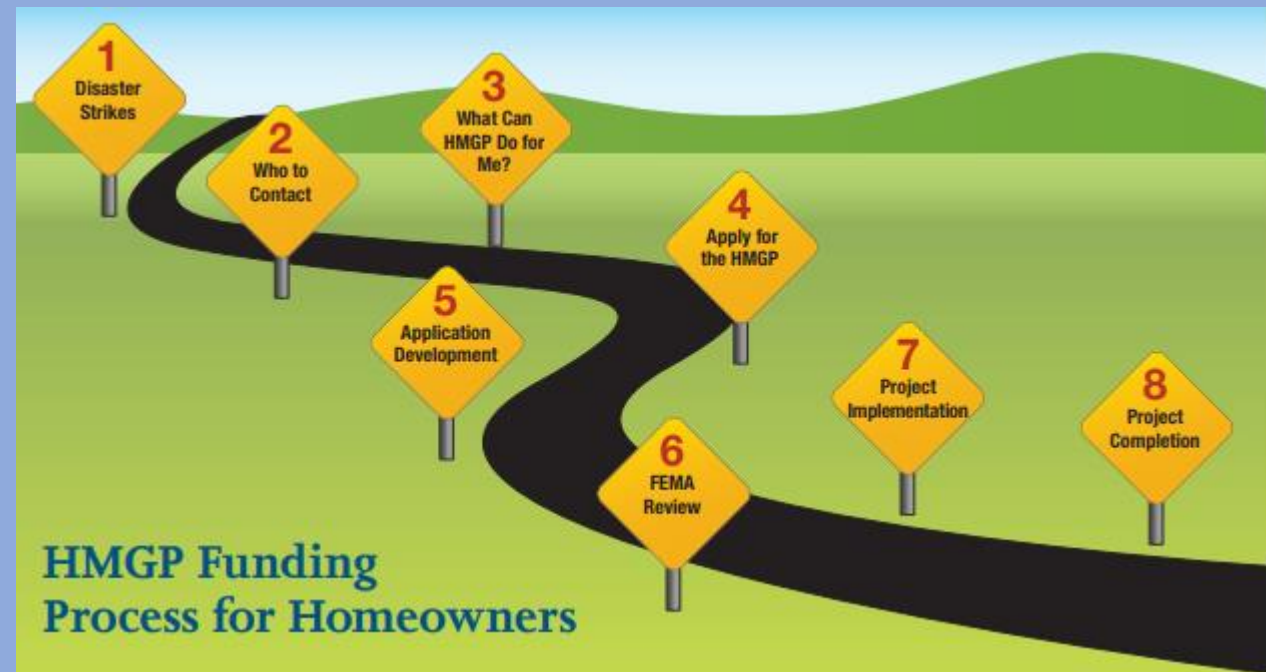 1
Disaster
Strikes
2
Who to
Contact
3
What Can
HMGP Do for
Me?
4
Apply for
the HMGP
5
Application
Development
6
FEMA
Review
7
Project
Implementation
8
Project
Completion
HMGP Funding
Process for Homeowners